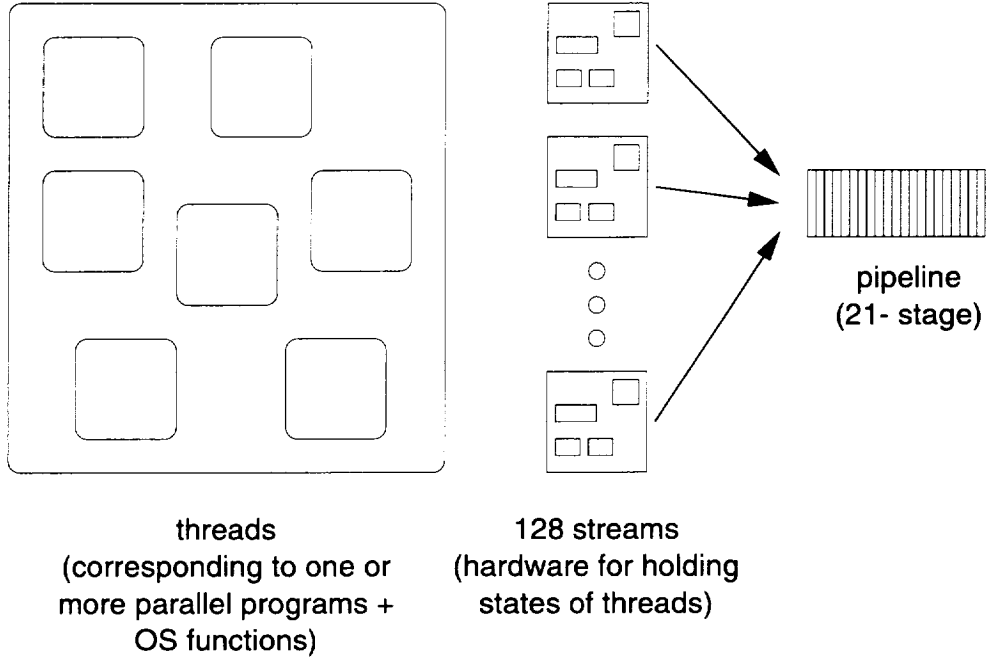 pipeline
(21- stage)
threads
(corresponding to one or
more parallel programs +
OS functions)
128 streams
(hardware for holding
states of threads)